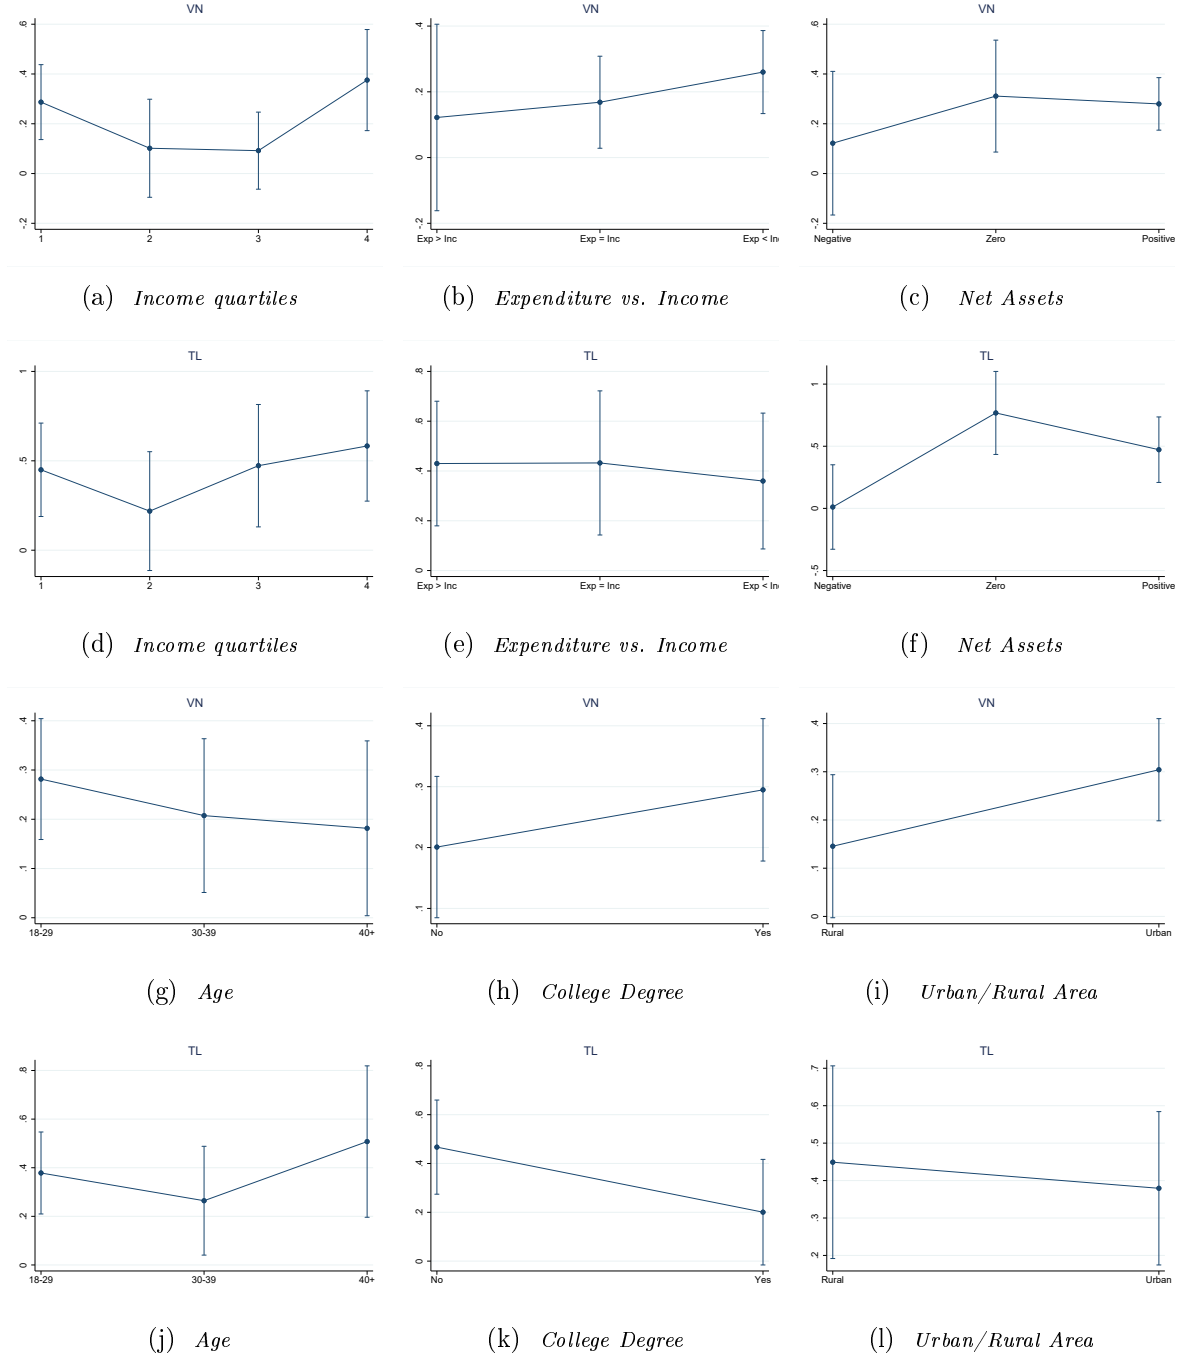 VN VN VN
.6 .4 .2 0 -.2
1 2 3 4
.4 .2 0 -.2
Exp > Inc Exp = Inc Exp < In
.6 .4 .2 0 -.2
Negative Zero Positive
(a) Income quartiles (b) Expenditure vs. Income (c) Net Assets
TL TL TL
1 .5 0
1 2 3 4
.8 .6 .4 .2 0
Exp > Inc Exp = Inc Exp < In
1 .5 0 -.5
Negative Zero Positive
(d) Income quartiles (e) Expenditure vs. Income (f) Net Assets
VN VN VN
.4 .3 .2 .1 0
18-29 30-39 40+
.4 .3 .2 .1
No Yes
.4 .3 .2 .1 0
Rural Urban
(g) Age (h) College Degree (i) Urban/Rural Area
TL TL TL
.8 .6 .4 .2 0
18-29 30-39 40+
.8 .6 .4 .2 0
No Yes
.7 .6 .5 .4 .3 .2
Rural Urban
(j) Age (k) College Degree (l) Urban/Rural Area